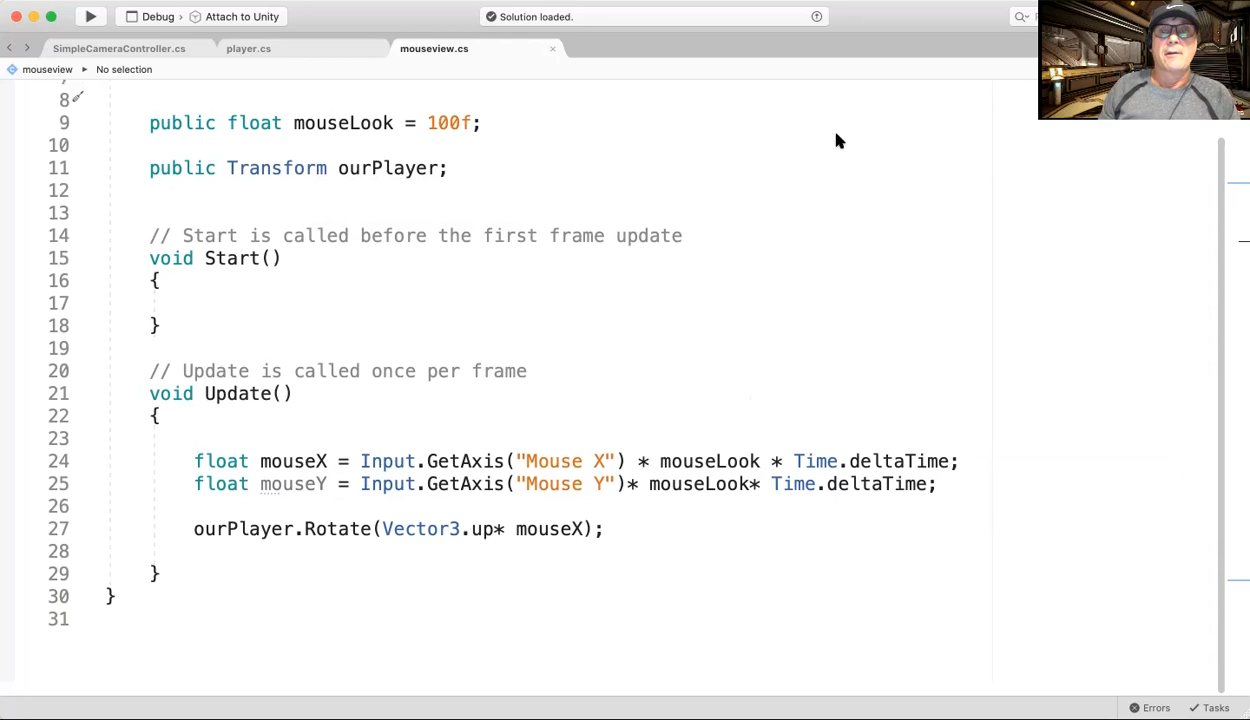 Debug › Attach to Unity
Solution loaded.
SimpleCameraController.cs
player.cs
mouseview.cs
mouseview ▸ No selection
8
9 public float mouseLook = 100f;
10
11 public Transform ourPlayer;
12
13
14 // Start is called before the first frame update
15 void Start()
16 {
17
18 }
19
20 // Update is called once per frame
21 void Update()
22 {
23
24 float mouseX = Input.GetAxis("Mouse X") * mouseLook * Time.deltaTime;
25 float mouseY = Input.GetAxis("Mouse Y")* mouseLook* Time.deltaTime;
26
27 ourPlayer.Rotate(Vector3.up* mouseX);
28
29 }
30 }
31
Errors
Tasks